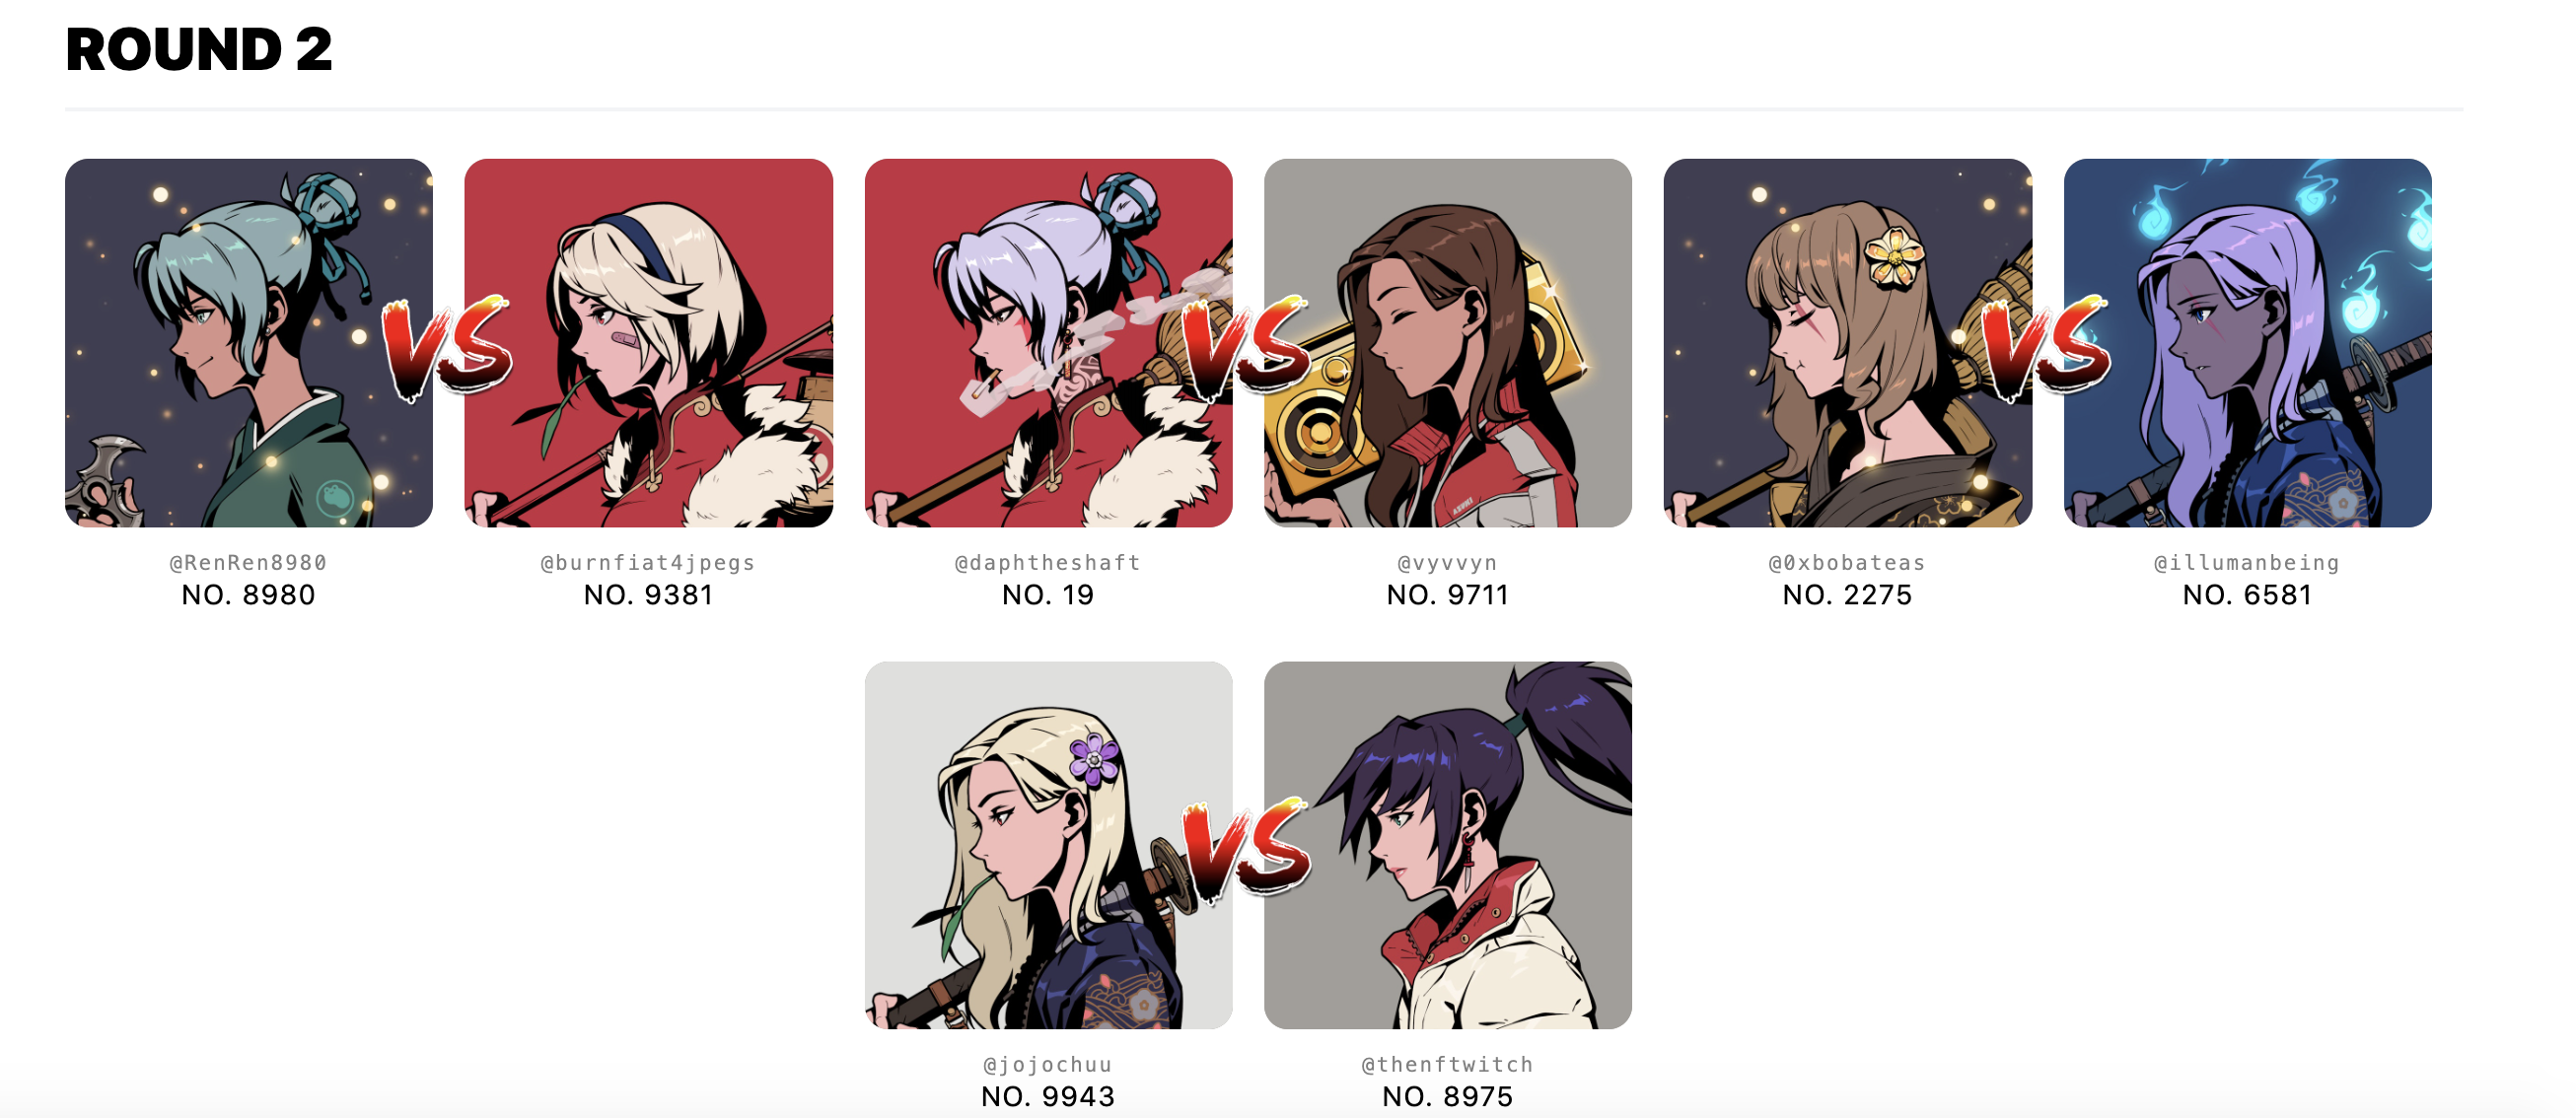 ROUND 2
VS
VS
VS
@RenRen8980
NO. 8980
@burnfiat4jpegs
NO. 9381
@daphtheshaft
NO. 19
@vyvvyn
NO. 9711
@0xbobateas
NO. 2275
@illumanbeing
NO. 6581
VS
@jojochuu
NO. 9943
@thenftwitch
NO. 8975